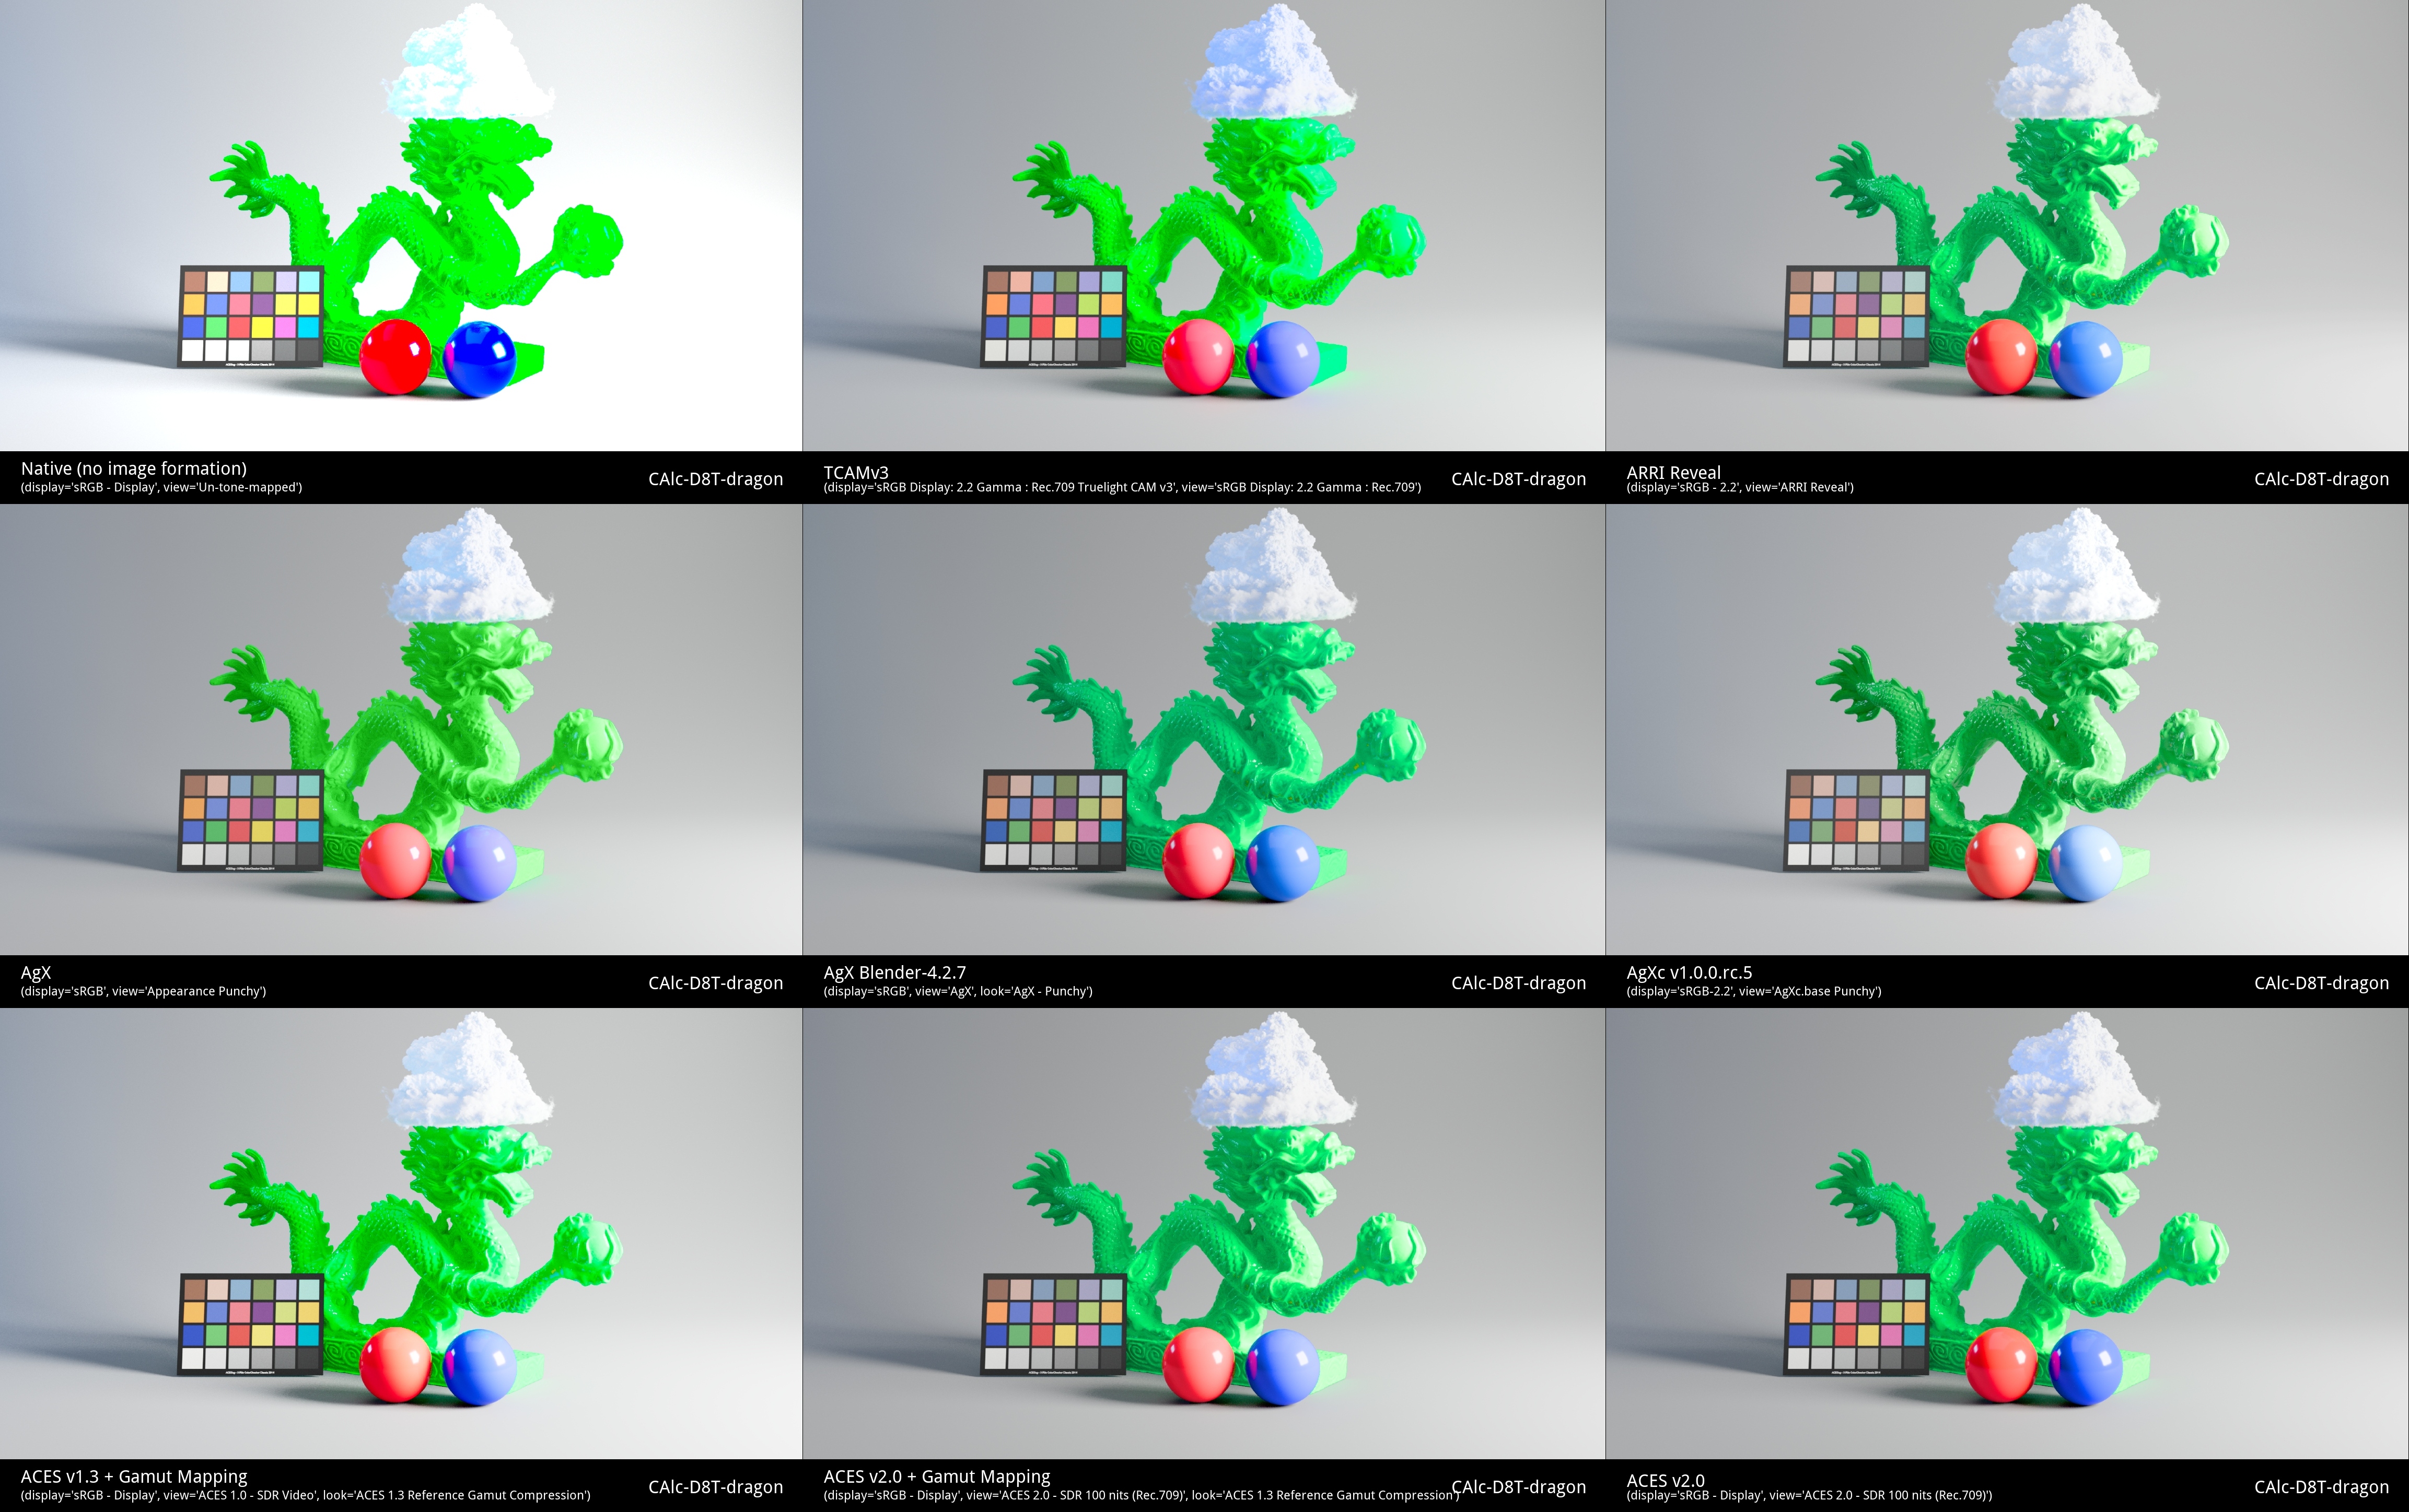 Native (no image formation)
(display='sRGB - Display', view='Un-tone-mapped')
CAlc-D8T-dragon
TCAMv3
(display='sRGB Display: 2.2 Gamma : Rec.709 Truelight CAM v3', view='sRGB Display: 2.2 Gamma : Rec.709')
CAlc-D8T-dragon
ARRI Reveal
(display='sRGB - 2.2', view='ARRI Reveal')
CAlc-D8T-dragon
AgX
(display='sRGB', view='Appearance Punchy')
CAlc-D8T-dragon
AgX Blender-4.2.7
(display='sRGB', view='AgX', look='AgX - Punchy')
CAlc-D8T-dragon
AgXc v1.0.0.rc.5
(display='sRGB-2.2', view='AgXc.base Punchy')
CAlc-D8T-dragon
ACES v1.3 + Gamut Mapping
(display='sRGB - Display', view='ACES 1.0 - SDR Video', look='ACES 1.3 Reference Gamut Compression')
CAlc-D8T-dragon
ACES v2.0 + Gamut Mapping
(display='sRGB - Display', view='ACES 2.0 - SDR 100 nits (Rec.709)', look='ACES 1.3 Reference Gamut Compression')
CAlc-D8T-dragon
ACES v2.0
(display='sRGB - Display', view='ACES 2.0 - SDR 100 nits (Rec.709)')
CAlc-D8T-dragon